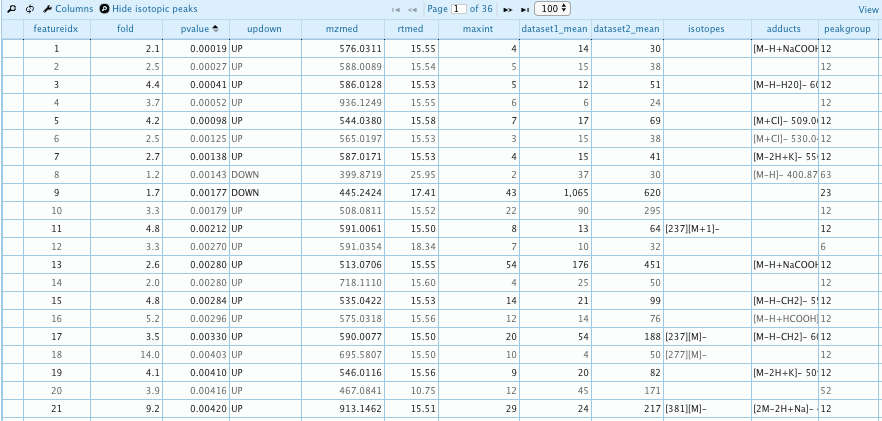 Columns Hide isotopic peaks Page 1 of 36 100 View
featureidx fold pvalue updown mzmed rtmed maxint dataset1_mean dataset2_mean isotopes adducts peakgroup
1 2.1 0.00019 UP 576.0311 15.55 4 14 30 [M-H+NaCOOH 12
2 2.5 0.00027 UP 588.0089 15.54 5 15 38 12
3 4.4 0.00041 UP 586.0128 15.53 5 12 51 [M-H-H20]- 60 12
4 3.7 0.00052 UP 936.1249 15.55 6 6 24 12
5 4.2 0.00098 UP 544.0380 15.58 7 17 69 [M+Cl]- 509.0 12
6 2.5 0.00125 UP 565.0197 15.53 3 15 38 [M+Cl]- 530.0 12
7 2.7 0.00138 UP 587.0171 15.53 4 15 41 [M-2H+K]- 55 12
8 1.2 0.00143 DOWN 399.8719 25.95 2 37 30 [M-H]- 400.87 63
9 1.7 0.00177 DOWN 445.2424 17.41 43 1,065 620 23
10 3.3 0.00179 UP 508.0811 15.52 22 90 295 12
11 4.8 0.00212 UP 591.0061 15.50 8 13 64 [237][M+1]- 12
12 3.3 0.00270 UP 591.0354 18.34 7 10 32 6
13 2.6 0.00280 UP 513.0706 15.55 54 176 451 [M-H+NaCOOH 12
14 2.0 0.00280 UP 718.1110 15.60 4 25 50 12
15 4.8 0.00284 UP 535.0422 15.53 14 21 99 [M-H-CH2]- 5 12
16 5.2 0.00296 UP 575.0318 15.56 12 14 76 [M-H+HCOOH] 12
17 3.5 0.00330 UP 590.0077 15.50 20 54 188 [237][M]- [M-H-CH2]- 60 12
18 14.0 0.00403 UP 695.5807 15.50 10 4 50 [277][M]- 12
19 4.1 0.00410 UP 546.0116 15.56 9 20 82 [M-2H+K]- 50 12
20 3.9 0.00416 UP 467.0841 10.75 12 45 171 52
21 9.2 0.00420 UP 913.1462 15.51 29 24 217 [381][M]- [2M-2H+Na]- 12